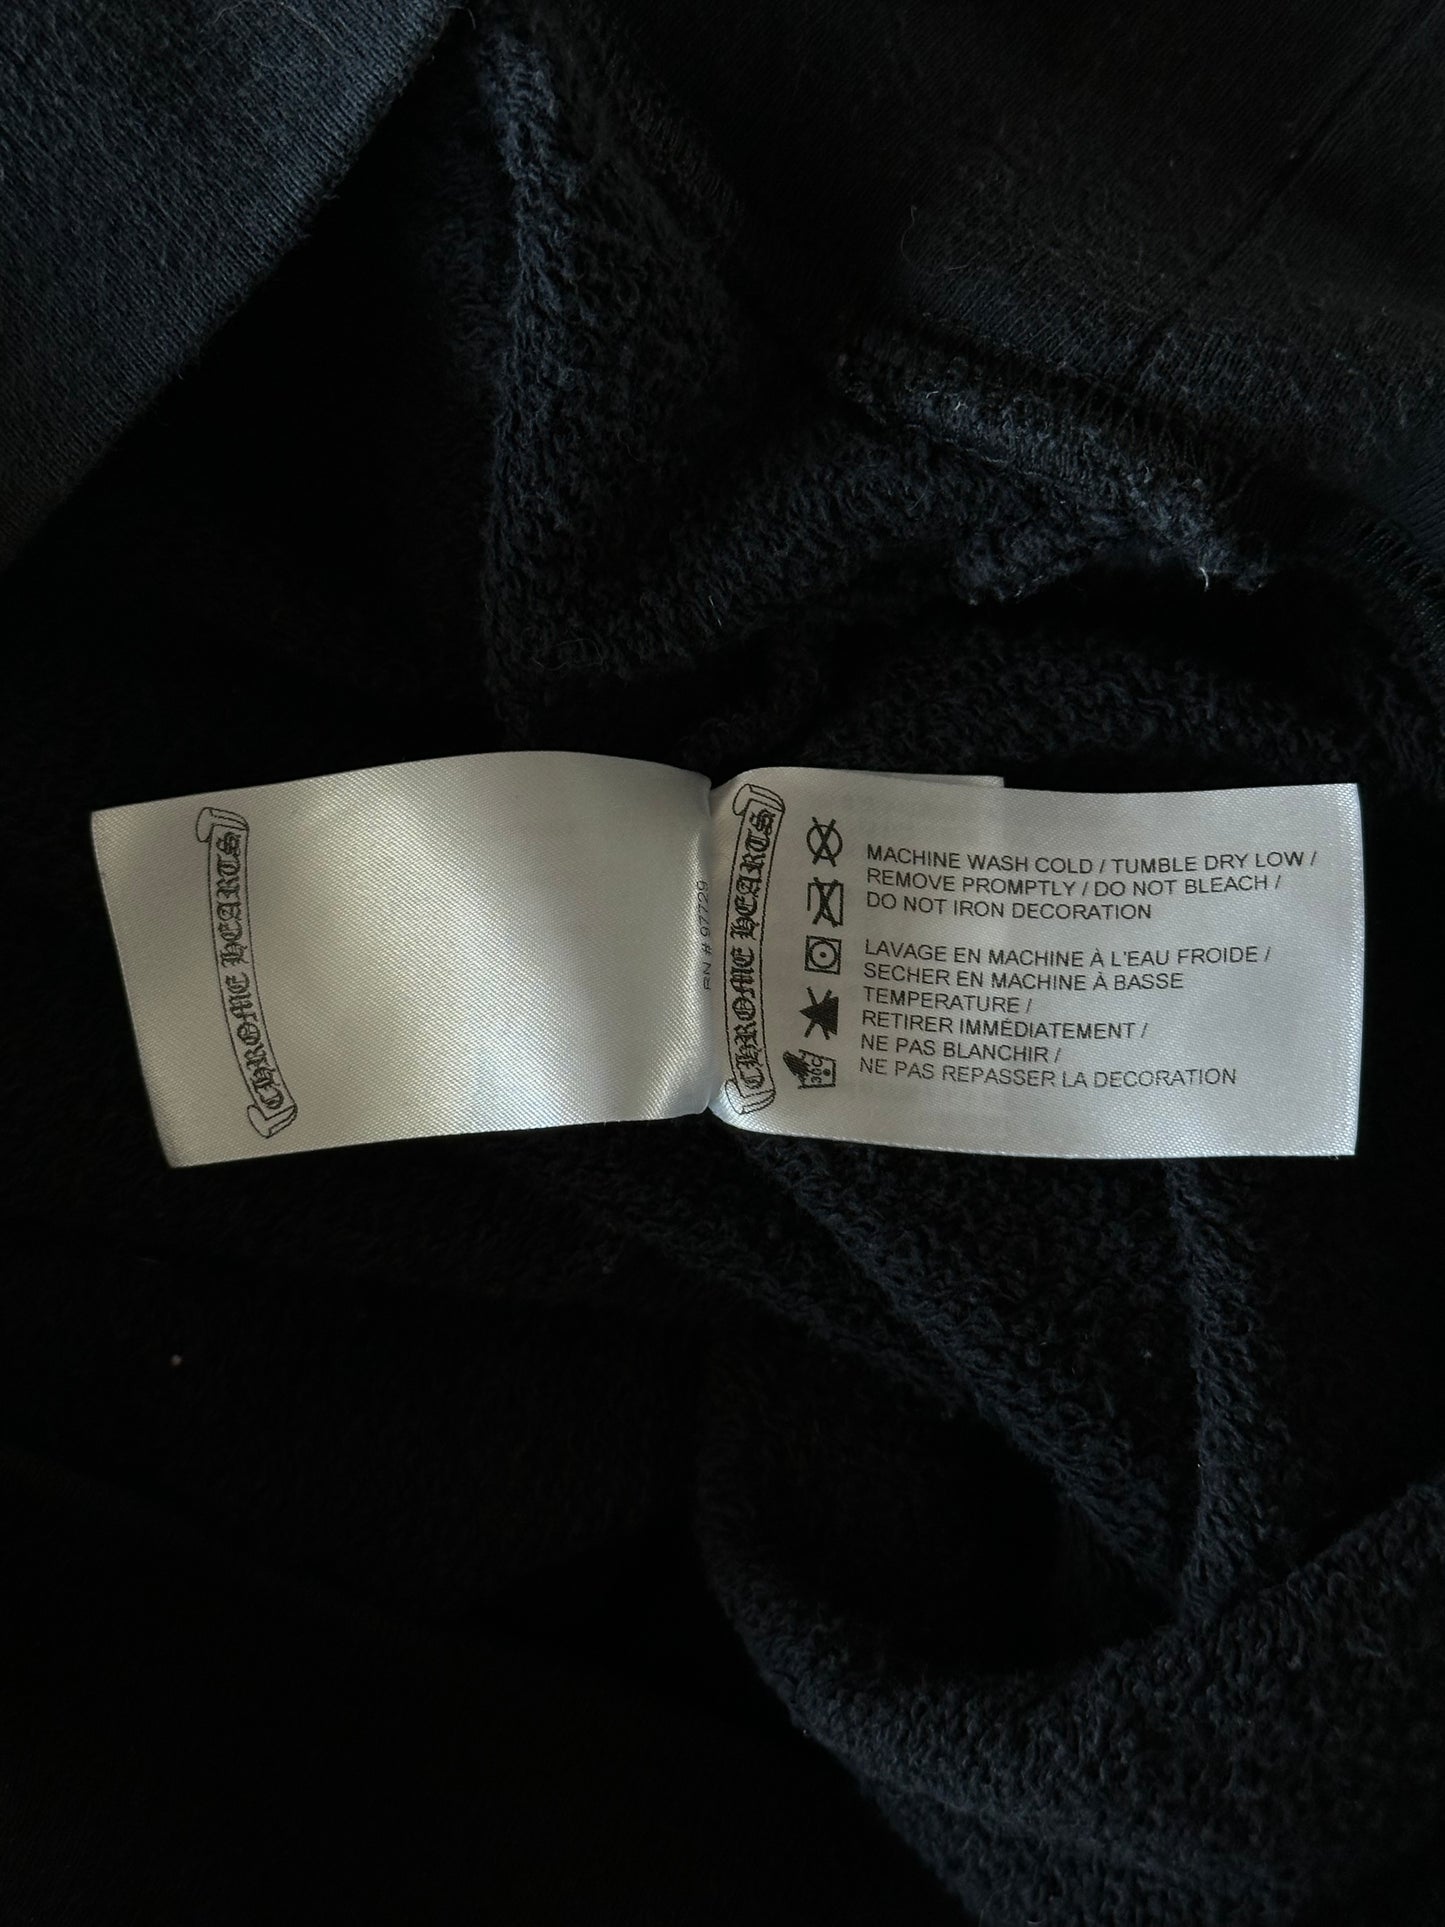 CHROME HEARTS
RN # 97729
CHROME HEARTS
MACHINE WASH COLD / TUMBLE DRY LOW /
REMOVE PROMPTLY / DO NOT BLEACH /
DO NOT IRON DECORATION
LAVAGE EN MACHINE À L'EAU FROIDE /
SECHER EN MACHINE À BASSE
TEMPERATURE /
RETIRER IMMÉDIATEMENT /
NE PAS BLANCHIR /
NE PAS REPASSER LA DECORATION
30C